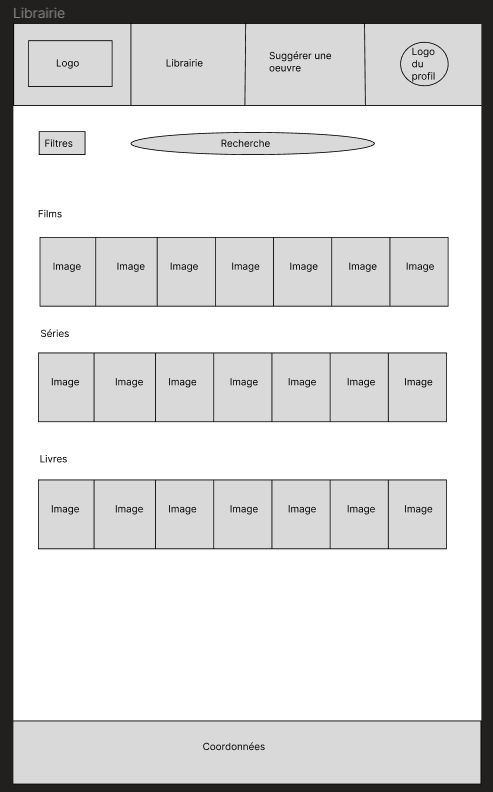 Librairie
Logo
Librairie
Suggérer une
oeuvre
Logo
du
profil
Filtres
Recherche
Films
Image Image Image Image Image Image Image
Séries
Image Image Image Image Image Image Image
Livres
Image Image Image Image Image Image Image
Coordonnées